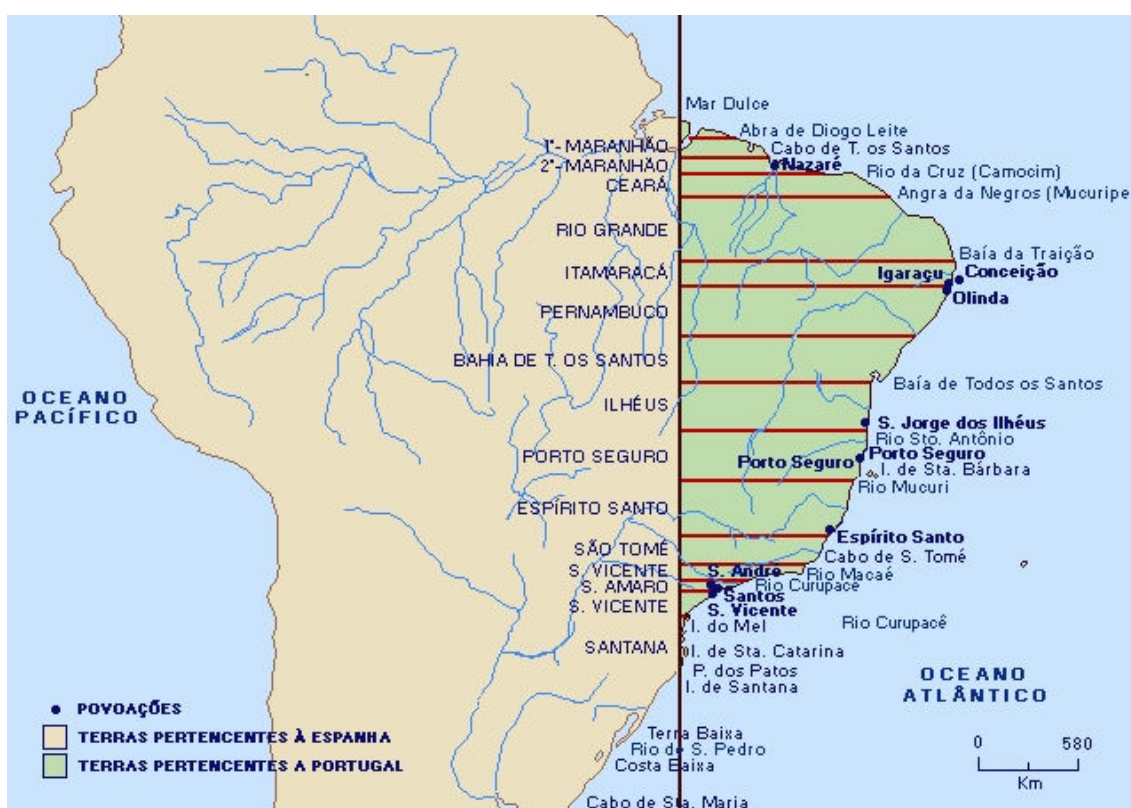 Mar Dulce
Abra de Diogo Leite
Cabo de T. os Santos
Nazaré
Rio da Cruz (Camocim)
Angra da Negros (Mucuripe
1ª- MARANHÃO
2ª- MARANHÃO
CEARÁ
RIO GRANDE
ITAMARACÁ
PERNAMBUCO
BAHIA DE T. OS SANTOS
ILHÉUS
PORTO SEGURO
ESPÍRITO SANTO
SÃO TOMÉ
S. VICENTE
S. AMARO
S. VICENTE
SANTANA
Baía da Traição
Igaraçu
Conceição
Olinda
Baía de Todos os Santos
S. Jorge dos Ilhéus
Rio Sto. Antônio
Porto Seguro
Porto Seguro
I. de Sta. Bárbara
Rio Mucuri
Espírito Santo
Cabo de S. Tomé
Rio Macaé
S. André
Rio Curupacê
Santos
S. Vicente
I. do Mel
Rio Curupacê
I. de Sta. Catarina
P. dos Patos
I. de Santana
Terra Baixa
Rio de S. Pedro
Costa Baixa
Cabo de Sta. Maria
OCEANO
PACÍFICO
OCEANO
ATLÂNTICO
POVOAÇÕES
TERRAS PERTENCENTES À ESPANHA
TERRAS PERTENCENTES A PORTUGAL
0 580
Km